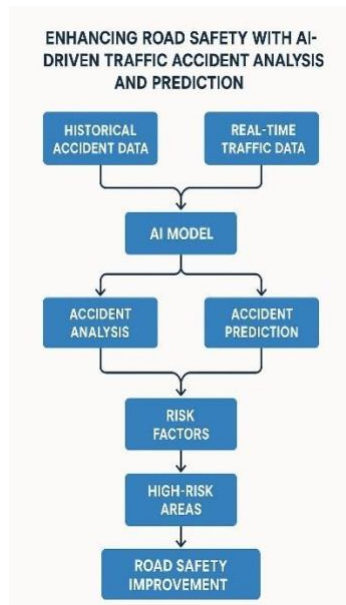 ENHANCING ROAD SAFETY WITH AI-
DRIVEN TRAFFIC ACCIDENT ANALYSIS
AND PREDICTION
HISTORICAL
ACCIDENT DATA
REAL-TIME
TRAFFIC DATA
AI MODEL
ACCIDENT
ANALYSIS
ACCIDENT
PREDICTION
RISK
FACTORS
HIGH-RISK
AREAS
ROAD SAFETY
IMPROVEMENT